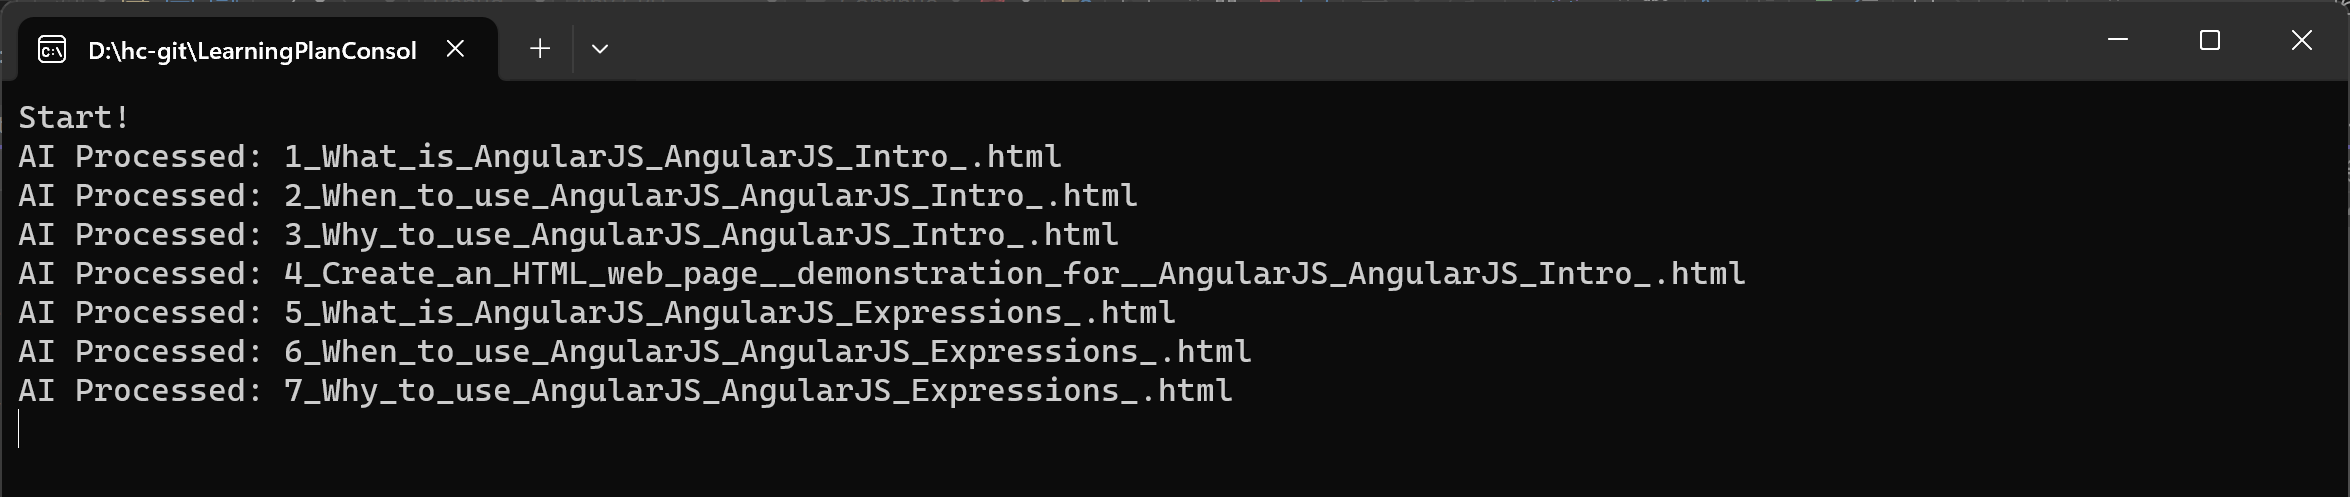 D:\hc-git\LearningPlanConsol
Start!
AI Processed: 1_What_is_AngularJS_AngularJS_Intro_.html
AI Processed: 2_When_to_use_AngularJS_AngularJS_Intro_.html
AI Processed: 3_Why_to_use_AngularJS_AngularJS_Intro_.html
AI Processed: 4_Create_an_HTML_web_page__demonstration_for__AngularJS_AngularJS_Intro_.html
AI Processed: 5_What_is_AngularJS_AngularJS_Expressions_.html
AI Processed: 6_When_to_use_AngularJS_AngularJS_Expressions_.html
AI Processed: 7_Why_to_use_AngularJS_AngularJS_Expressions_.html